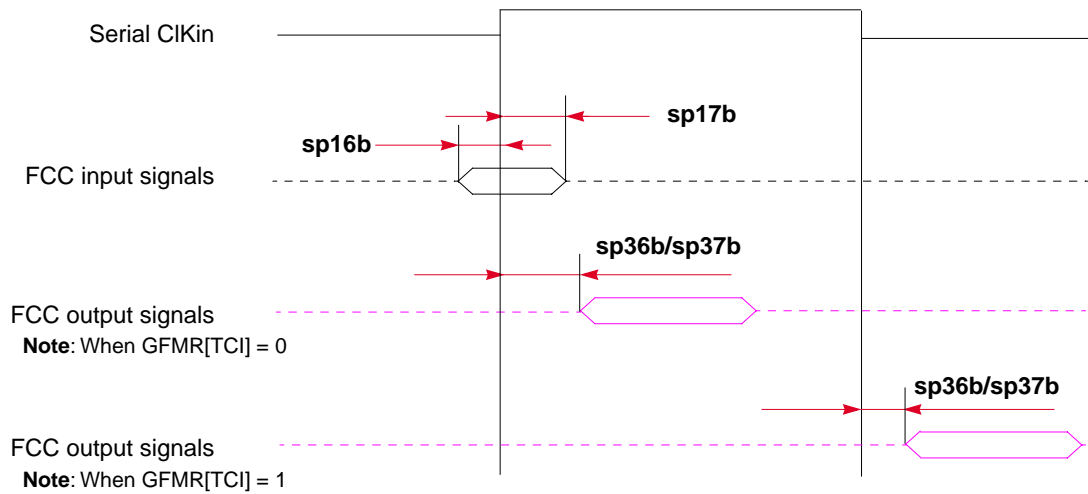 Serial ClKin
sp17b
sp16b
FCC input signals
sp36b/sp37b
FCC output signals
Note: When GFMR[TCI] = 0
sp36b/sp37b
FCC output signals
Note: When GFMR[TCI] = 1